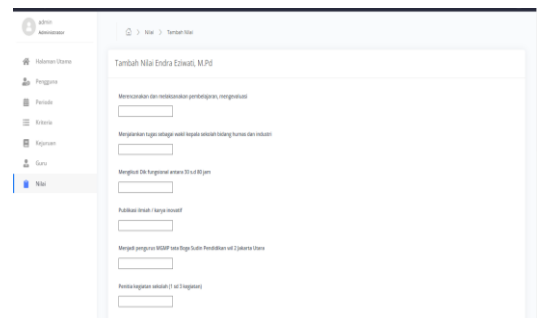 admin
Administrator
Nilai > Tambah Nilai
Halaman Utama
Pengguna
Periode
Kriteria
Kejuruan
Guru
Nilai
Tambah Nilai Endra Eziwati, M.Pd
Merencanakan dan melaksanakan pembelajaran, mengevaluasi
Menjalankan tugas sebagai wakil kepala sekolah bidang humas dan industri
Mengikuti Dik fungsional antara 30 s.d 80 jam
Publikasi ilmiah / karya inovatif
Menjadi pengurus MGMP tata Boga Sudin Pendidikan wil 2 Jakarta Utara
Panitia kegiatan sekolah (1 sd 3 kegiatan)